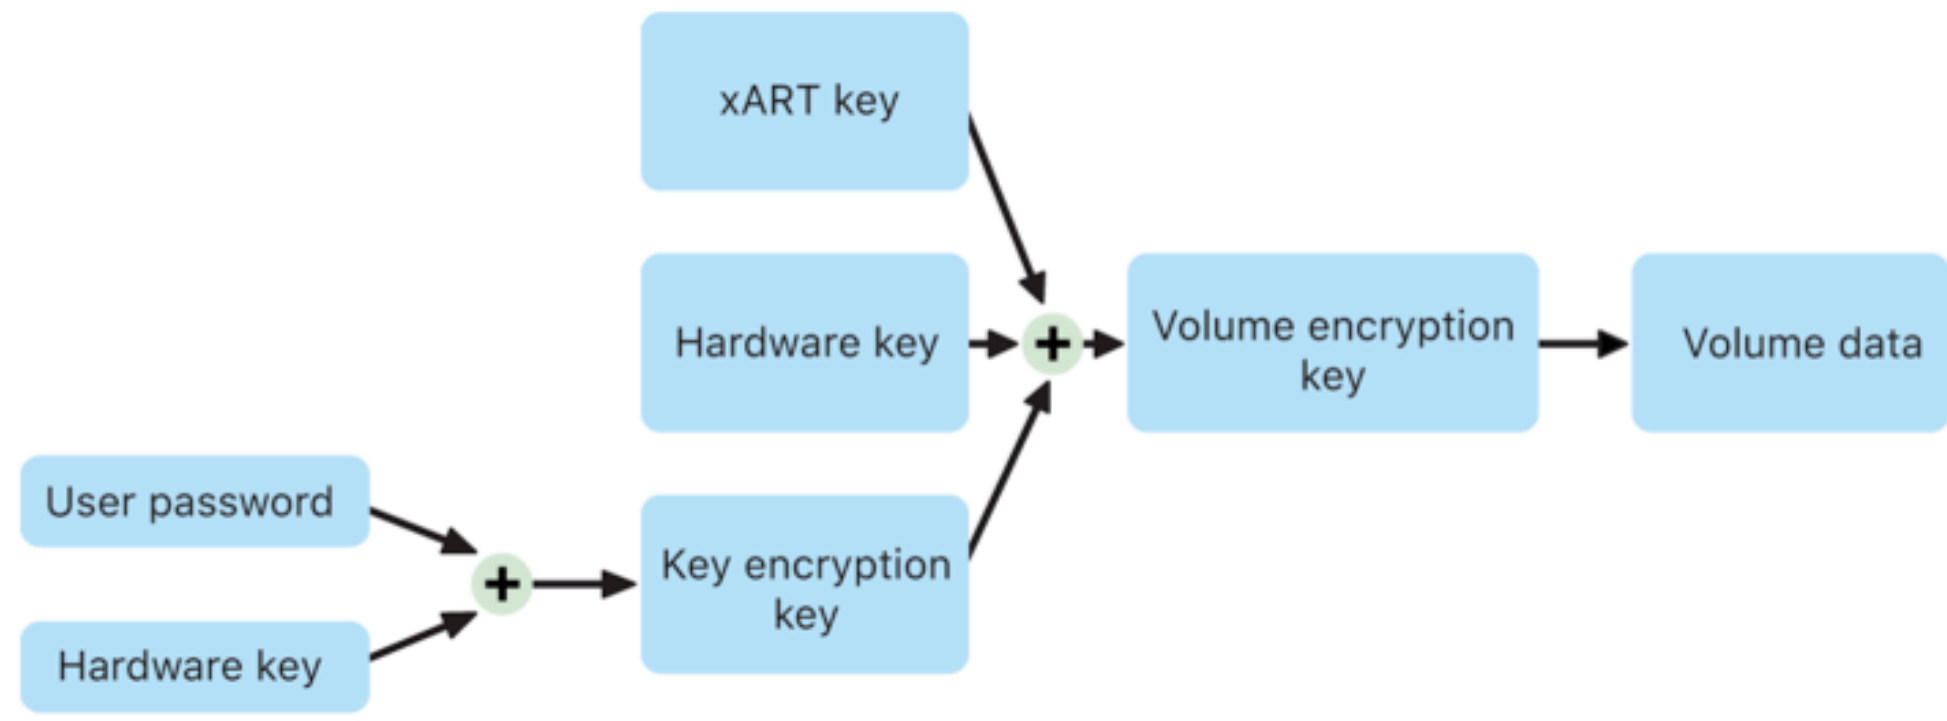 xART key
Hardware key
+
Volume encryption
key
Volume data
User password
+
Hardware key
Key encryption
key